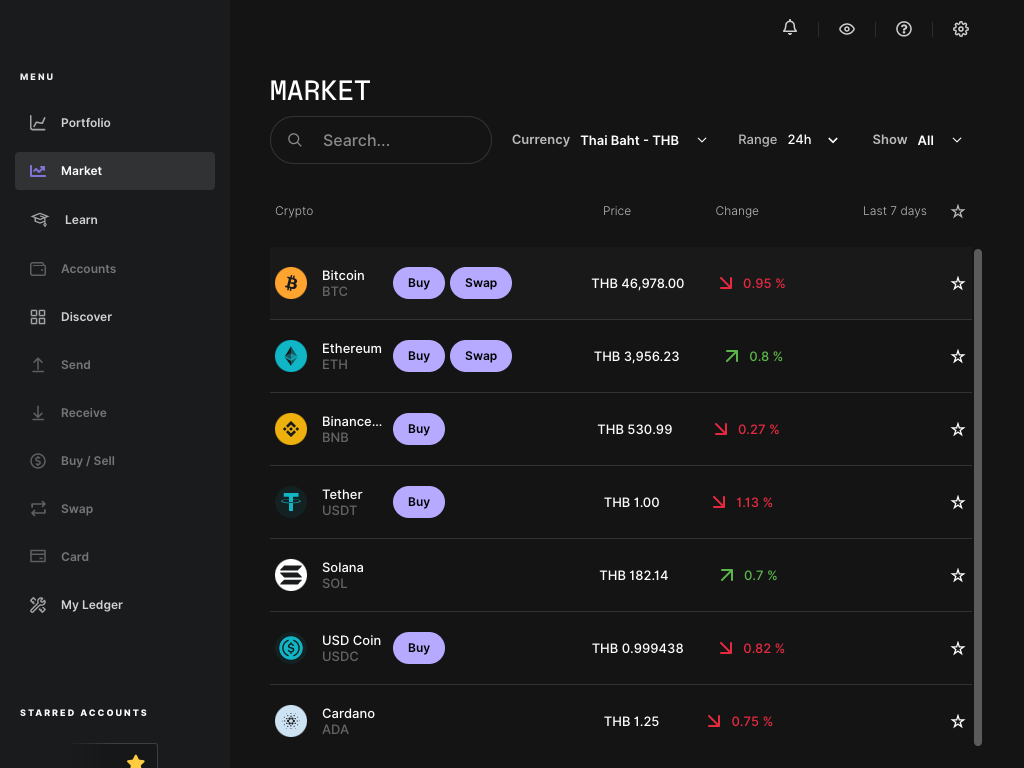 MENU
Portfolio
Market
Learn
Accounts
Discover
Send
Receive
Buy / Sell
Swap
Card
My Ledger
STARRED ACCOUNTS
MARKET
Search...
Currency Thai Baht - THB
Range 24h
Show All
Crypto Price Change Last 7 days
Bitcoin
BTC
Buy Swap THB 46,978.00 0.95 %
Ethereum
ETH
Buy Swap THB 3,956.23 0.8 %
Binance...
BNB
Buy THB 530.99 0.27 %
Tether
USDT
Buy THB 1.00 1.13 %
Solana
SOL
THB 182.14 0.7 %
USD Coin
USDC
Buy THB 0.999438 0.82 %
Cardano
ADA
THB 1.25 0.75 %